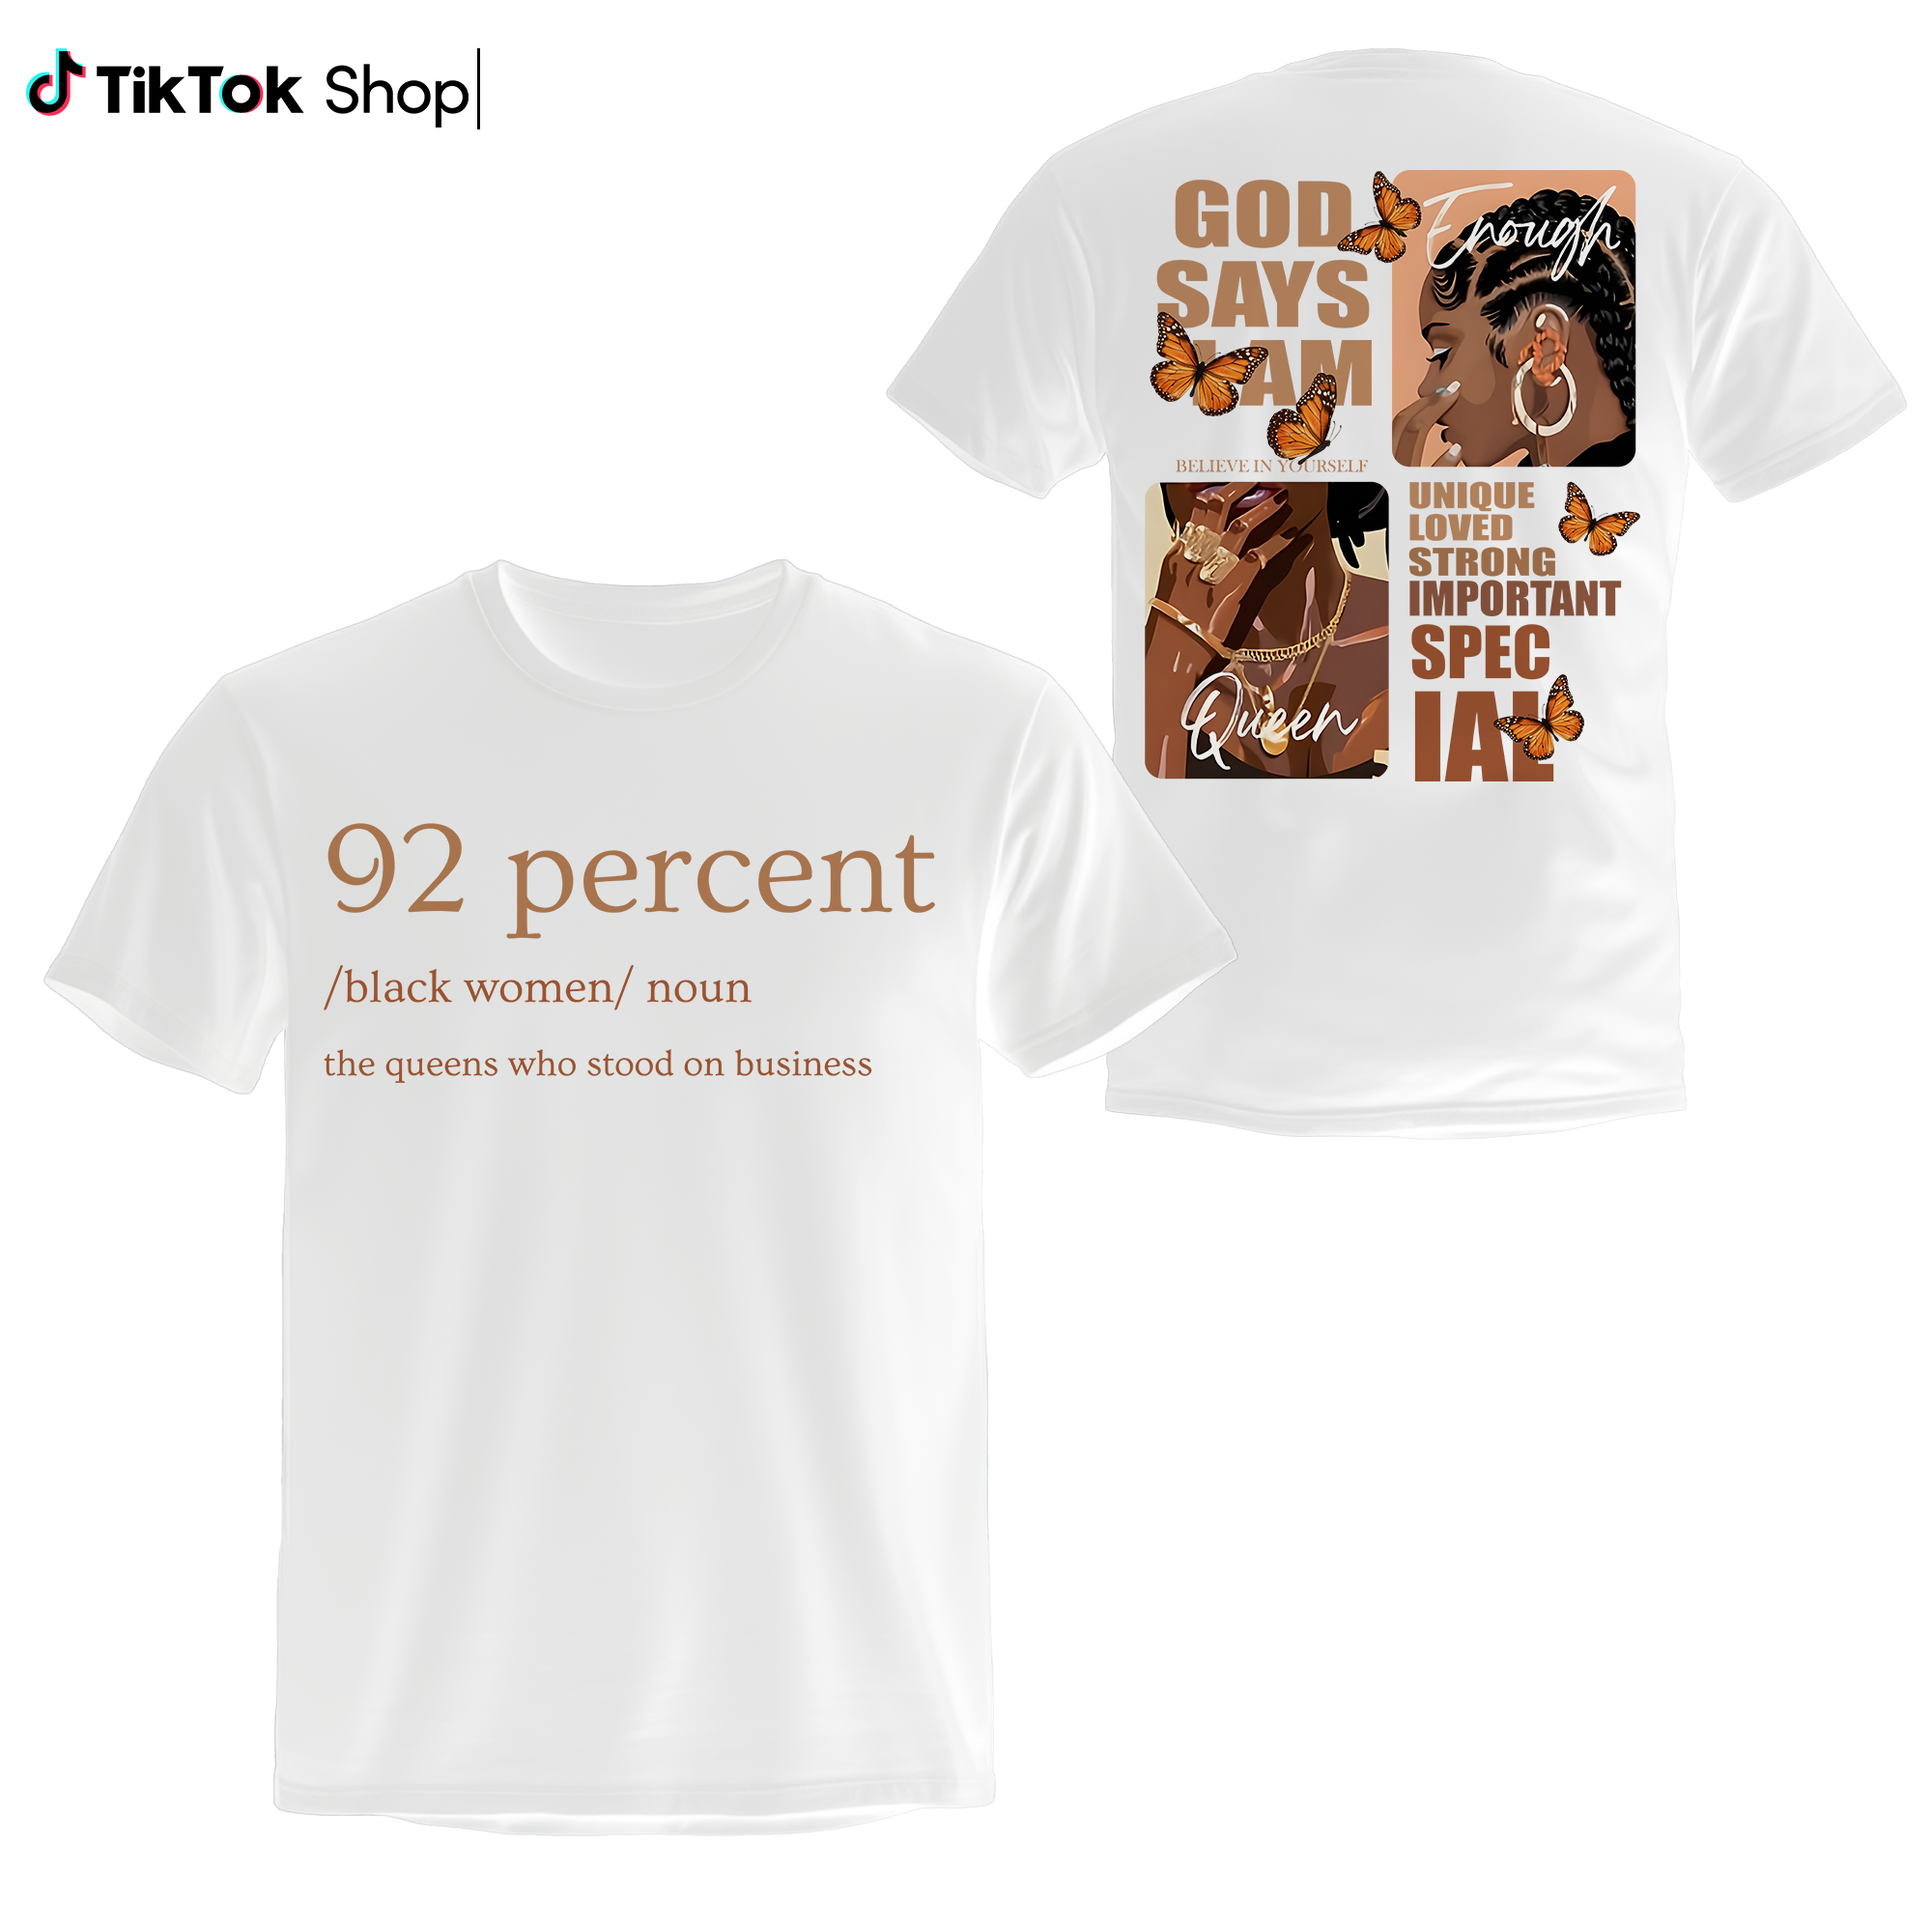 TikTok Shop
GOD
SAYS
I AM
BELIEVE IN YOURSELF
Enough
Queen
UNIQUE
LOVED
STRONG
IMPORTANT
SPEC
IAL
92 percent
/black women/ noun
the queens who stood on business